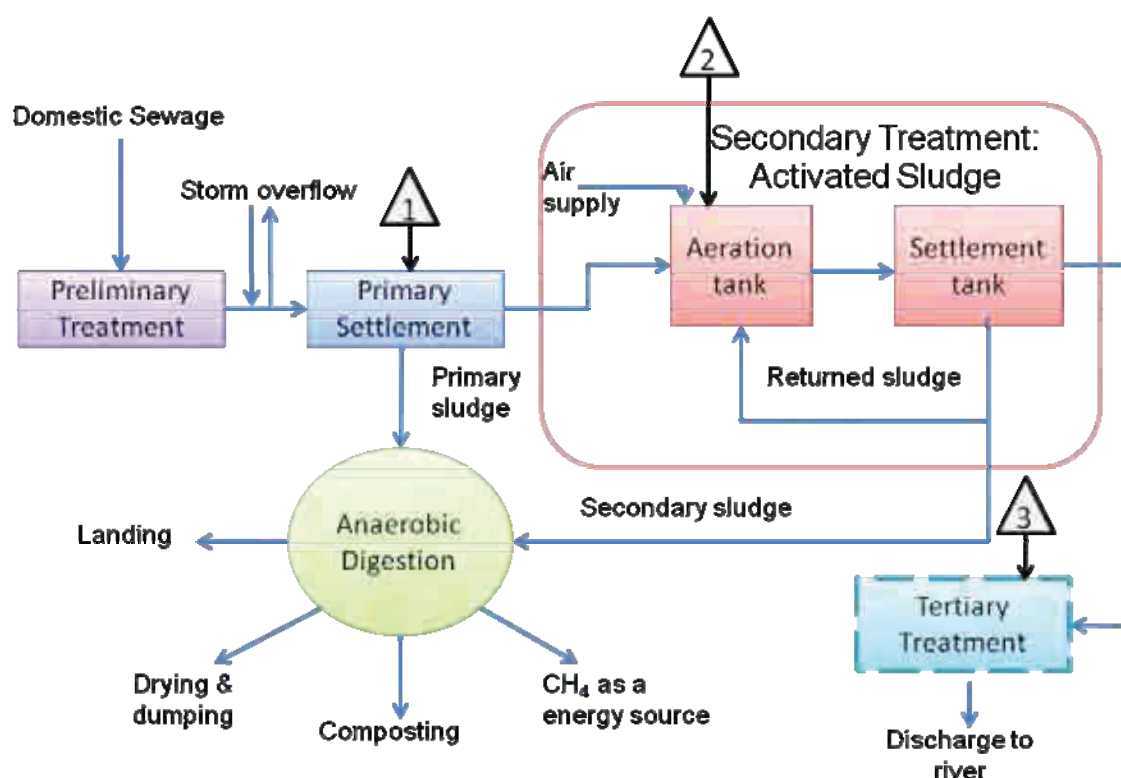 2
Domestic Sewage
Secondary Treatment:
Activated Sludge
Air
supply
Storm overflow
1
Aeration
tank
Settlement
tank
Preliminary
Treatment
Primary
Settlement
Primary
sludge
Returned sludge
Secondary sludge
3
Anaerobic
Digestion
Landing
Tertiary
Treatment
Drying &
dumping
Composting
CH₄ as a
energy source
Discharge to
river